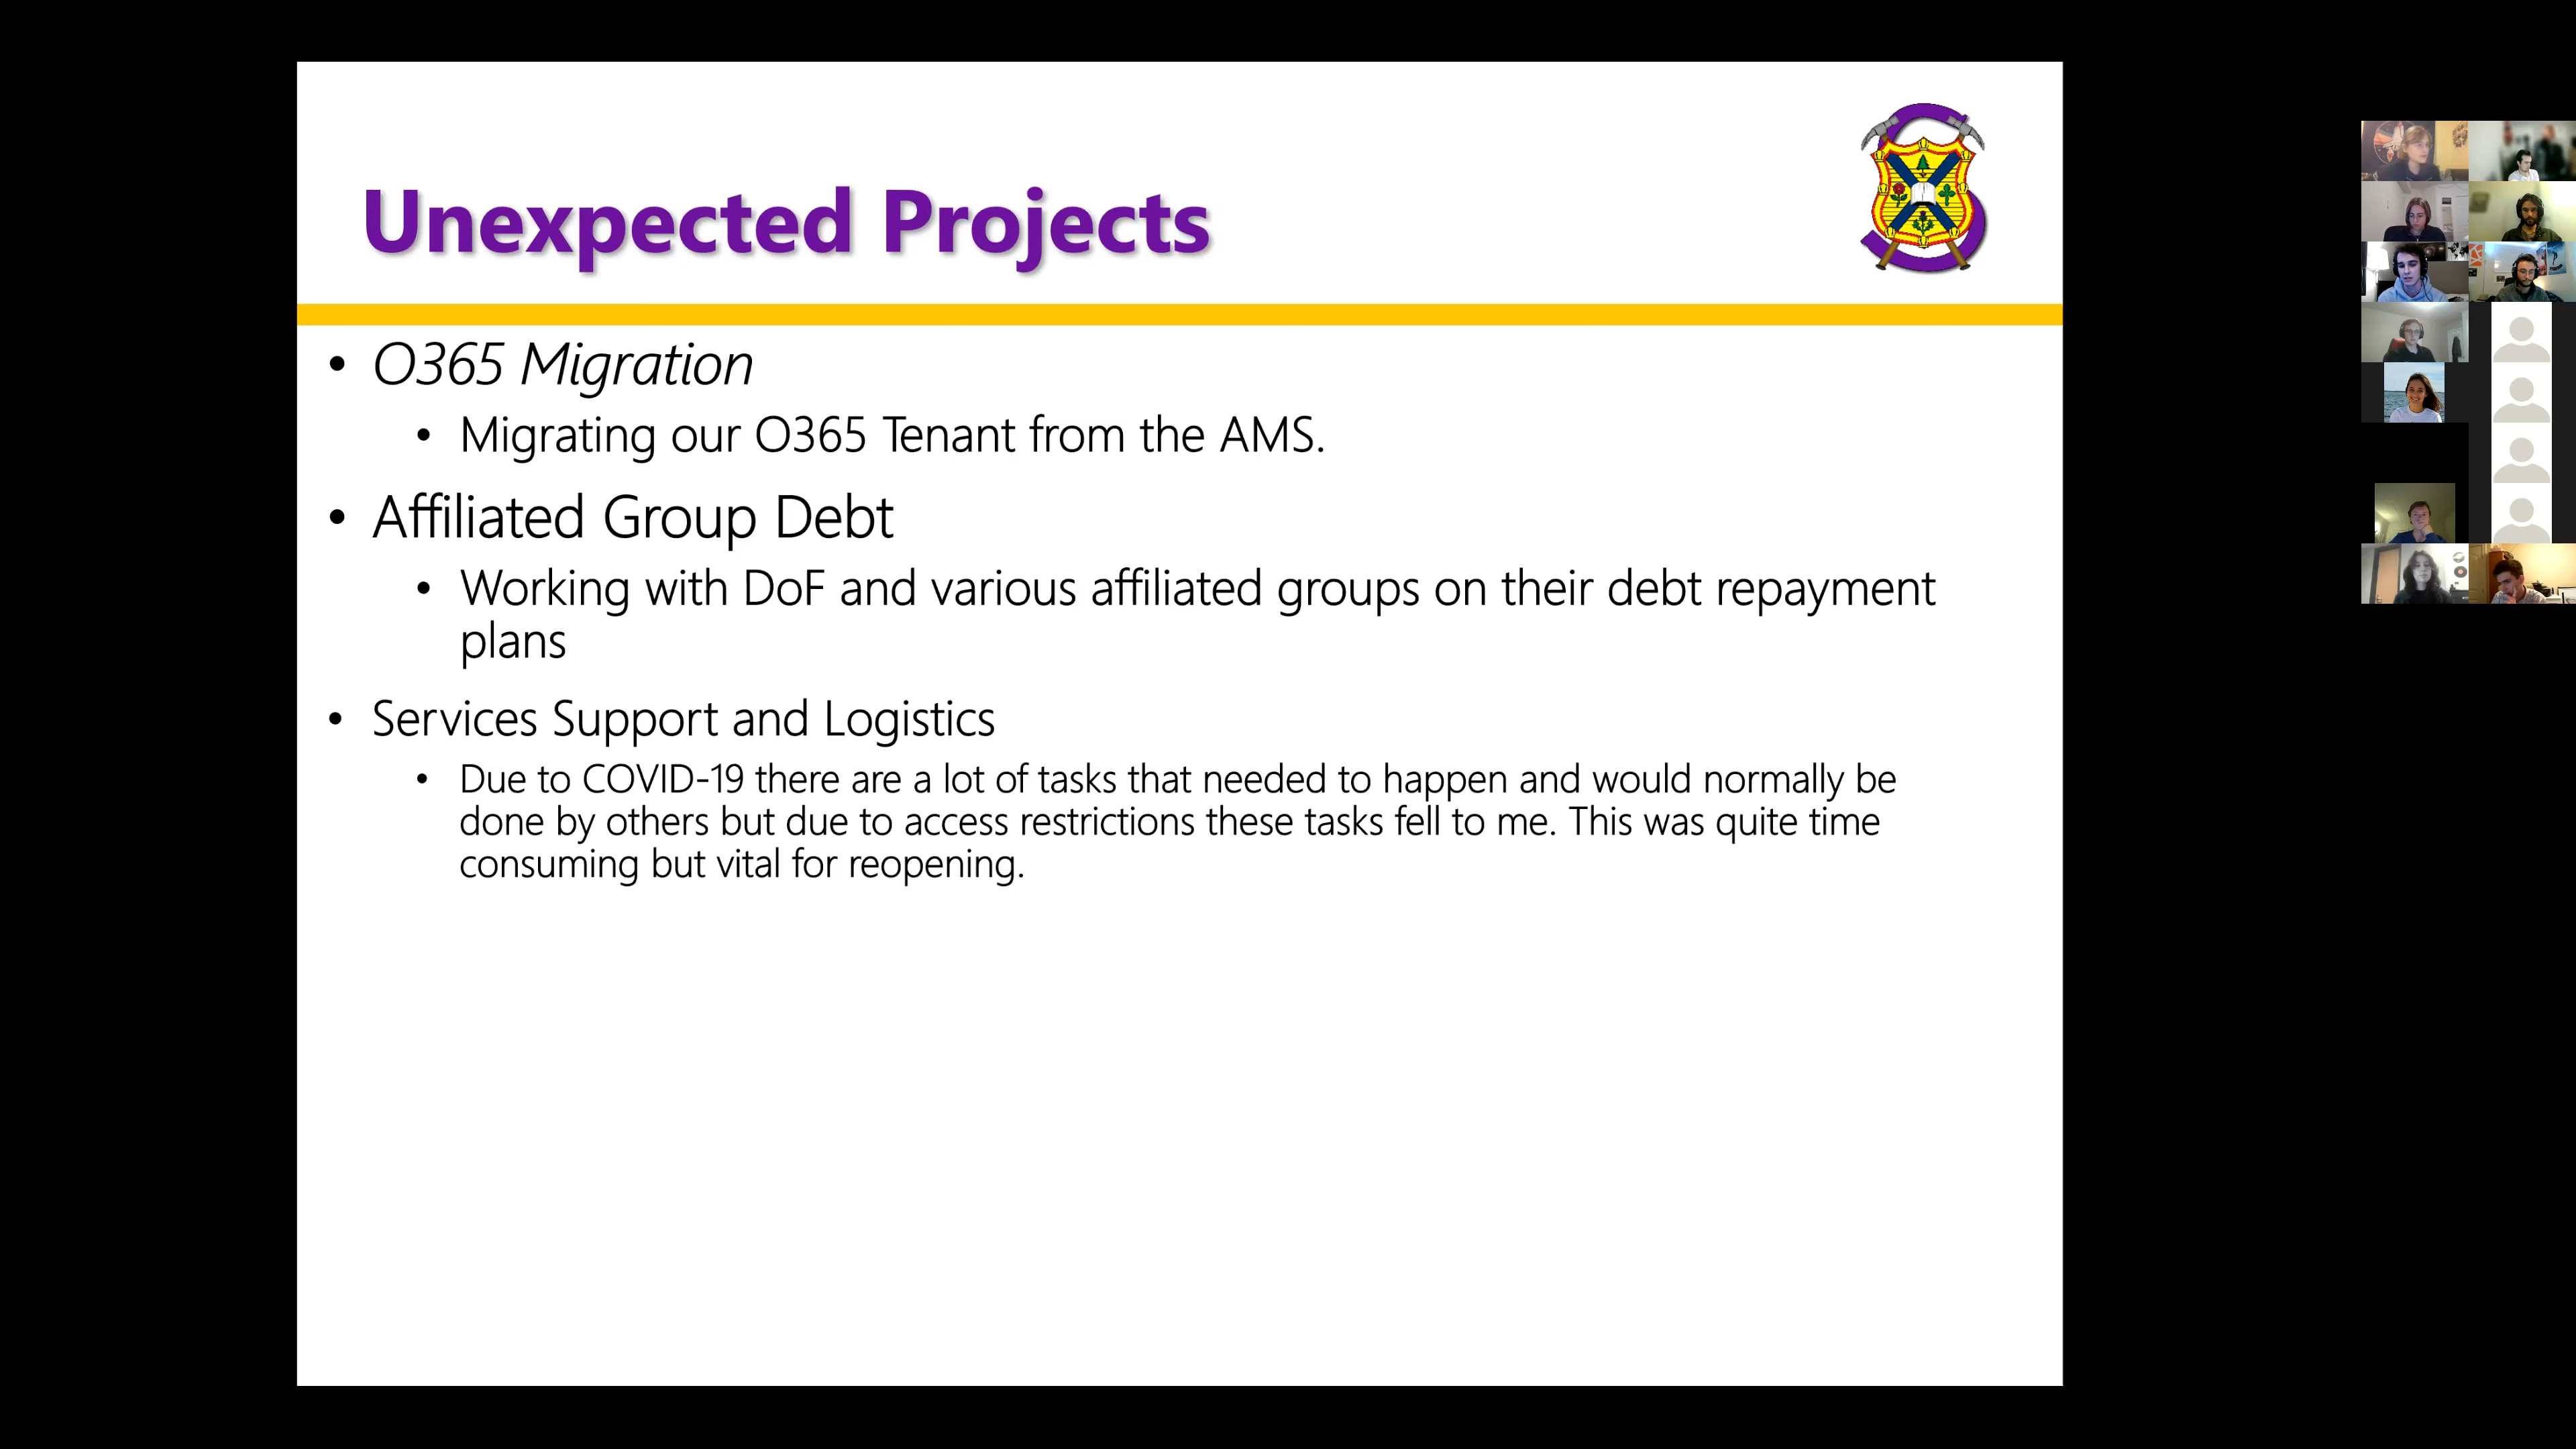 Unexpected Projects
• O365 Migration
• Migrating our O365 Tenant from the AMS.
• Affiliated Group Debt
• Working with DoF and various affiliated groups on their debt repayment
plans
• Services Support and Logistics
• Due to COVID-19 there are a lot of tasks that needed to happen and would normally be
done by others but due to access restrictions these tasks fell to me. This was quite time
consuming but vital for reopening.